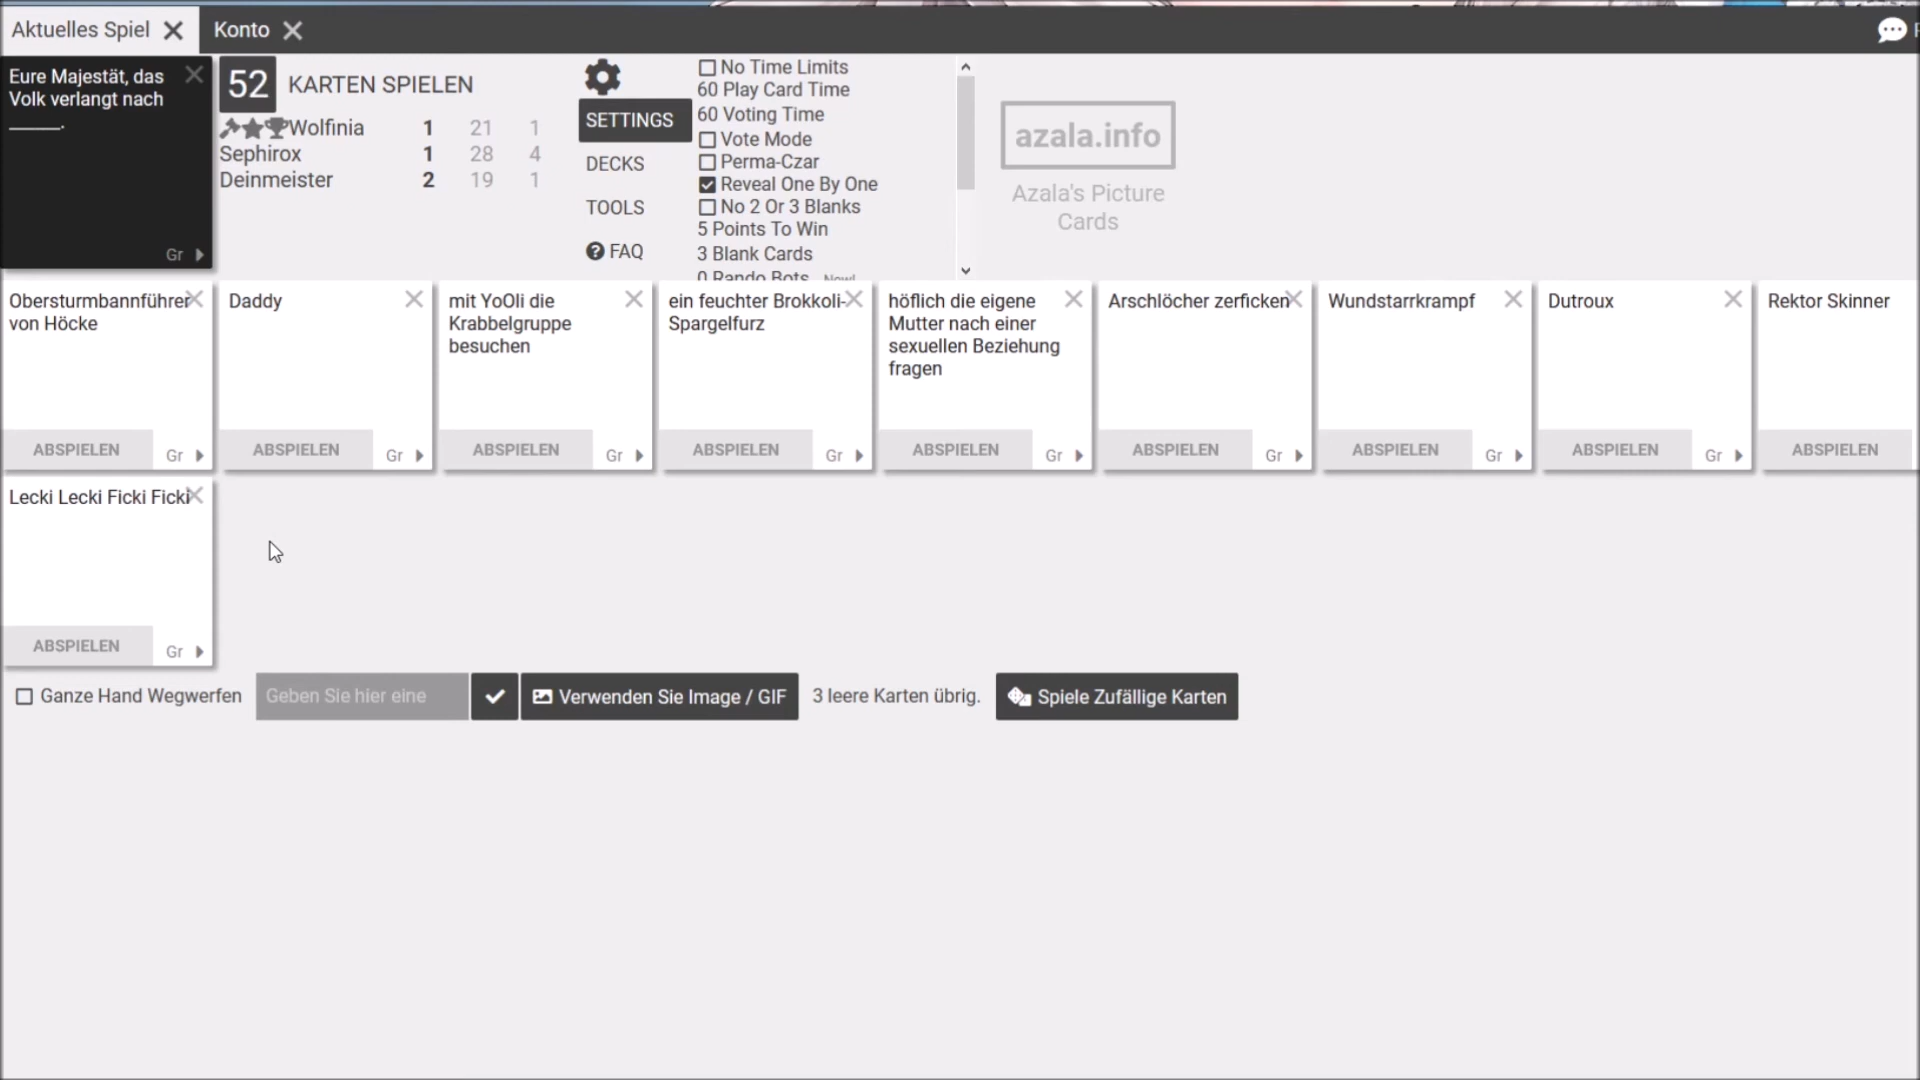 Aktuelles Spiel
Konto
Eure Majestät, das
Volk verlangt nach
_____.
Gr
52 KARTEN SPIELEN
Wolfinia 1 21 1
Sephirox 1 28 4
Deinmeister 2 19 1
SETTINGS
DECKS
TOOLS
FAQ
No Time Limits
60 Play Card Time
60 Voting Time
Vote Mode
Perma-Czar
Reveal One By One
No 2 Or 3 Blanks
5 Points To Win
3 Blank Cards
0 Rando Bots New!
azala.info
Azala's Picture
Cards
Obersturmbannführer
von Höcke
ABSPIELEN
Gr
Daddy
ABSPIELEN
Gr
mit YoOli die
Krabbelgruppe
besuchen
ABSPIELEN
Gr
ein feuchter Brokkoli-
Spargelfurz
ABSPIELEN
Gr
höflich die eigene
Mutter nach einer
sexuellen Beziehung
fragen
ABSPIELEN
Gr
Arschlöcher zerficken
ABSPIELEN
Gr
Wundstarrkrampf
ABSPIELEN
Gr
Dutroux
ABSPIELEN
Gr
Rektor Skinner
ABSPIELEN
Lecki Lecki Ficki Ficki
ABSPIELEN
Gr
Ganze Hand Wegwerfen
Geben Sie hier eine
Verwenden Sie Image / GIF
3 leere Karten übrig.
Spiele Zufällige Karten